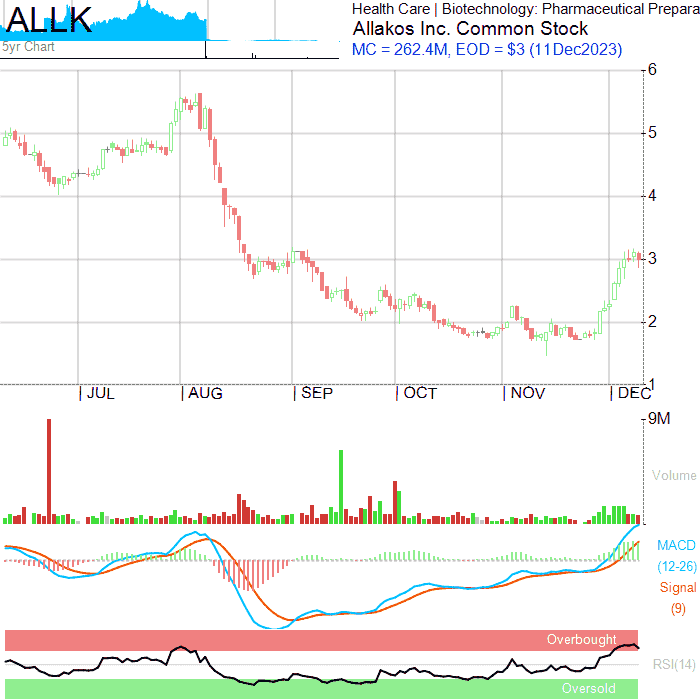 ALLK
5yr Chart
Health Care | Biotechnology: Pharmaceutical Prepara
Allakos Inc. Common Stock
MC = 262.4M, EOD = $3 (11Dec2023)
6
5
4
3
2
1
JUL
AUG
SEP
OCT
NOV
DEC
9M
Volume
MACD
(12-26)
Signal
(9)
Overbought
RSI(14)
Oversold